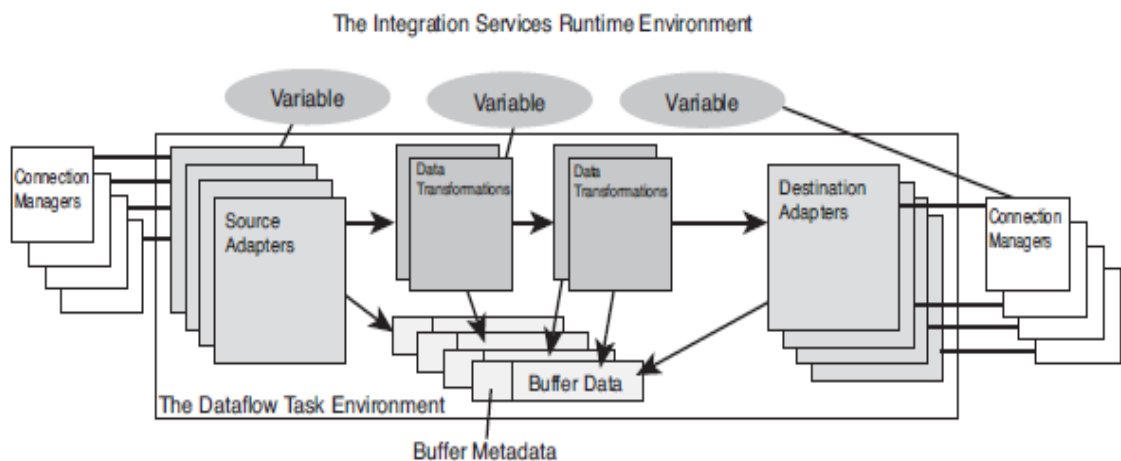 The Integration Services Runtime Environment
Variable
Variable
Variable
Connection
Managers
Source
Adapters
Data
Transformations
Data
Transformations
Destination
Adapters
Connection
Managers
Buffer Data
The Dataflow Task Environment
Buffer Metadata